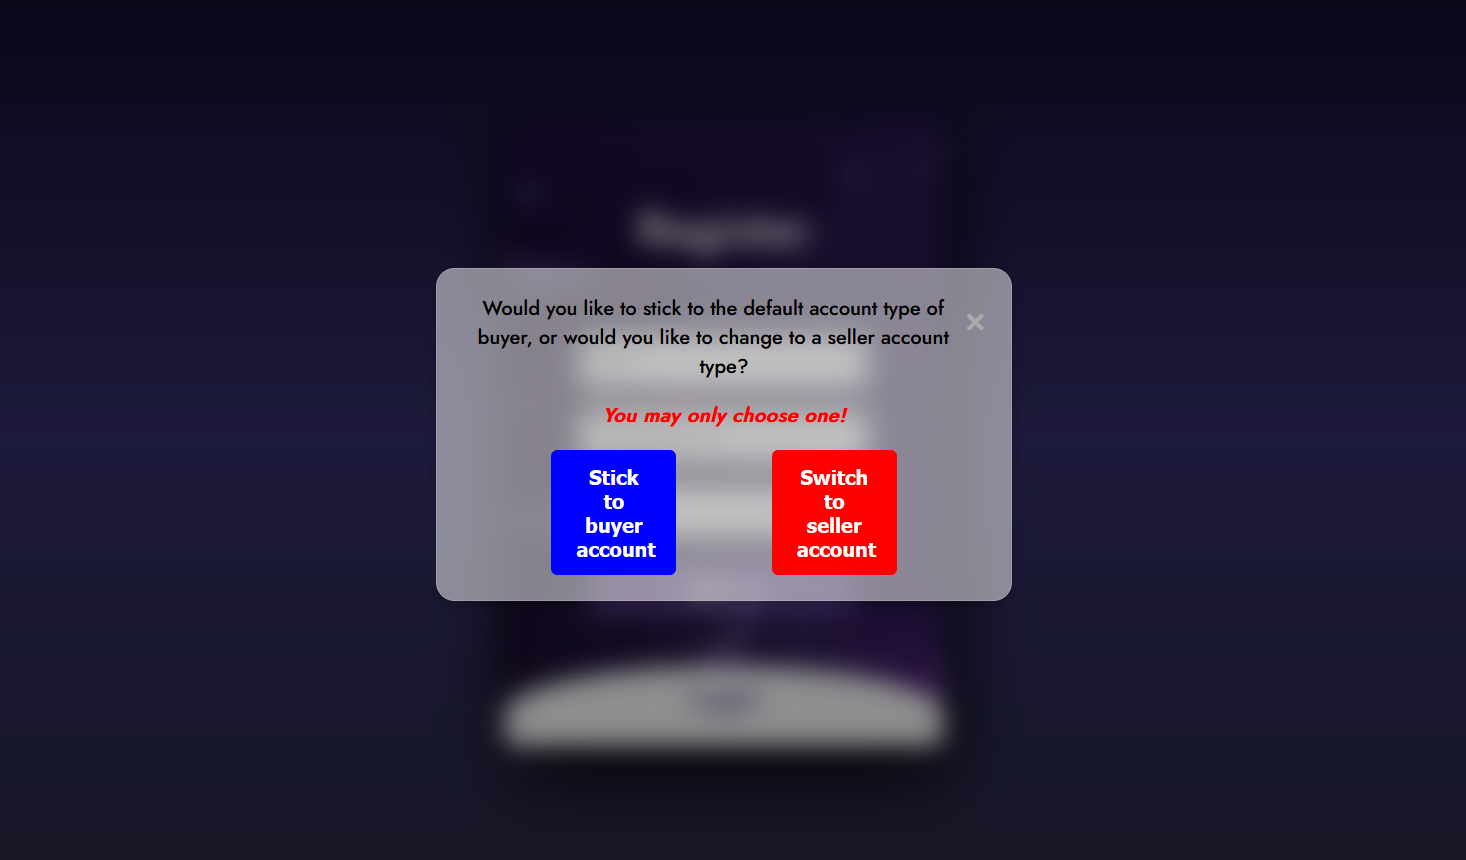 Register
Would you like to stick to the default account type of
buyer, or would you like to change to a seller account
type?
You may only choose one!
Stick
to
buyer
account
Switch
to
seller
account